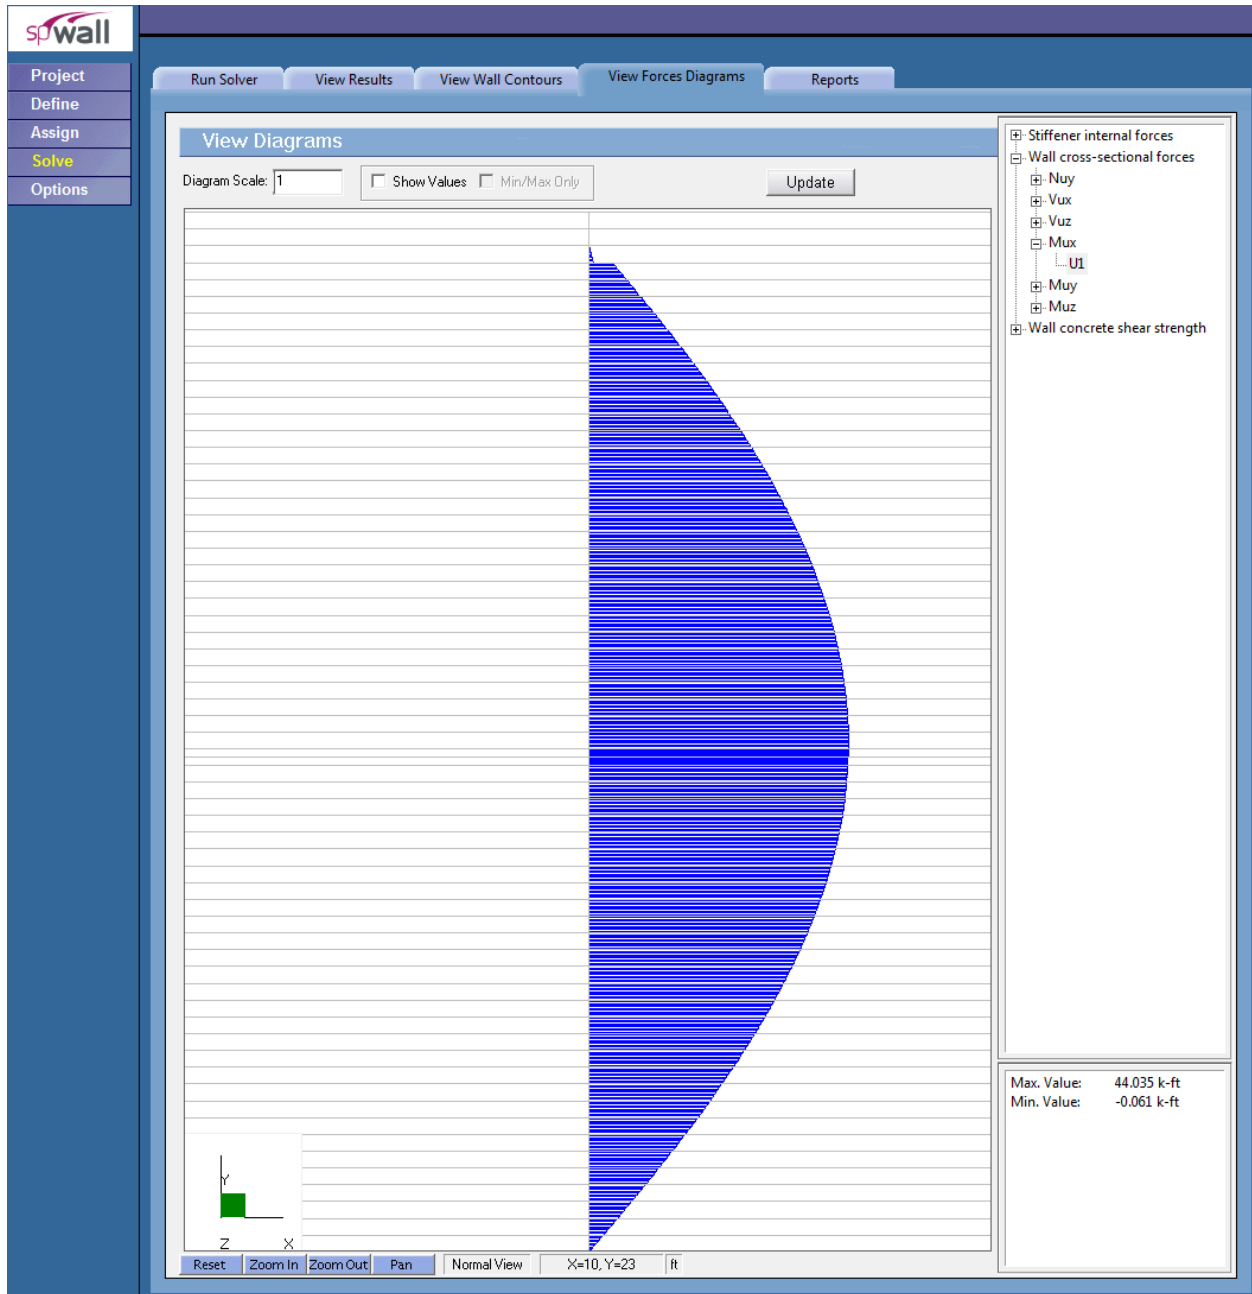 spwall
Project
Define
Assign
Solve
Options
Run Solver
View Results
View Wall Contours
View Forces Diagrams
Reports
View Diagrams
Diagram Scale: 1
Show Values
Min/Max Only
Update
Stiffener internal forces
Wall cross-sectional forces
Nuy
Vux
Vuz
Mux
U1
Muy
Muz
Wall concrete shear strength
Max. Value: 44.035 k-ft
Min. Value: -0.061 k-ft
Y
Z X
Reset Zoom In Zoom Out Pan Normal View X=10, Y=23 ft